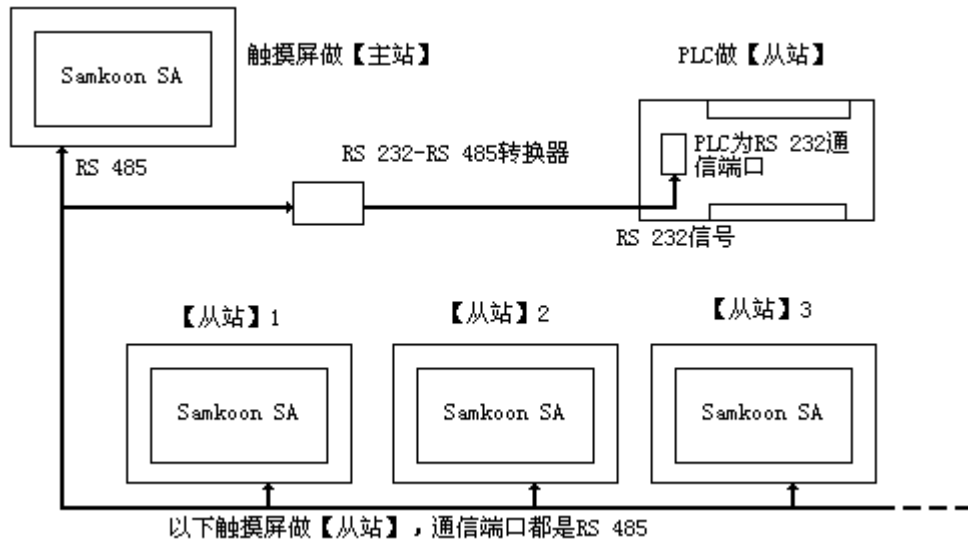 Samkoon SA
触摸屏做【主站】
PLC做【从站】
RS 485
RS 232-RS 485转换器
PLC为RS 232通
信端口
RS 232信号
【从站】1
【从站】2
【从站】3
Samkoon SA
Samkoon SA
Samkoon SA
以下触摸屏做【从站】，通信端口都是RS 485